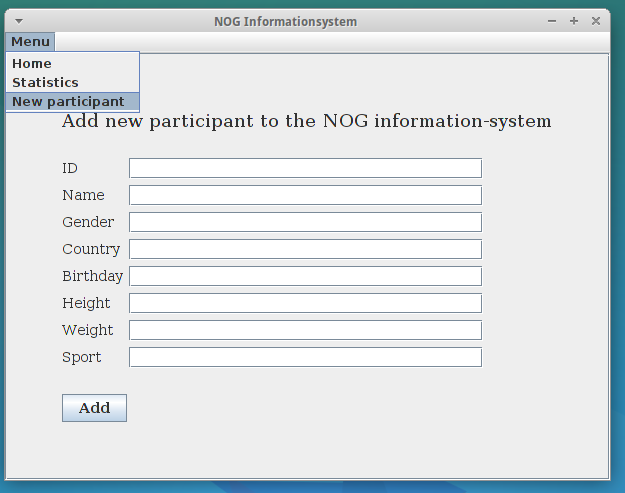 NOG Informationsystem
Menu
Home
Statistics
New participant
Add new participant to the NOG information-system
ID
Name
Gender
Country
Birthday
Height
Weight
Sport
Add